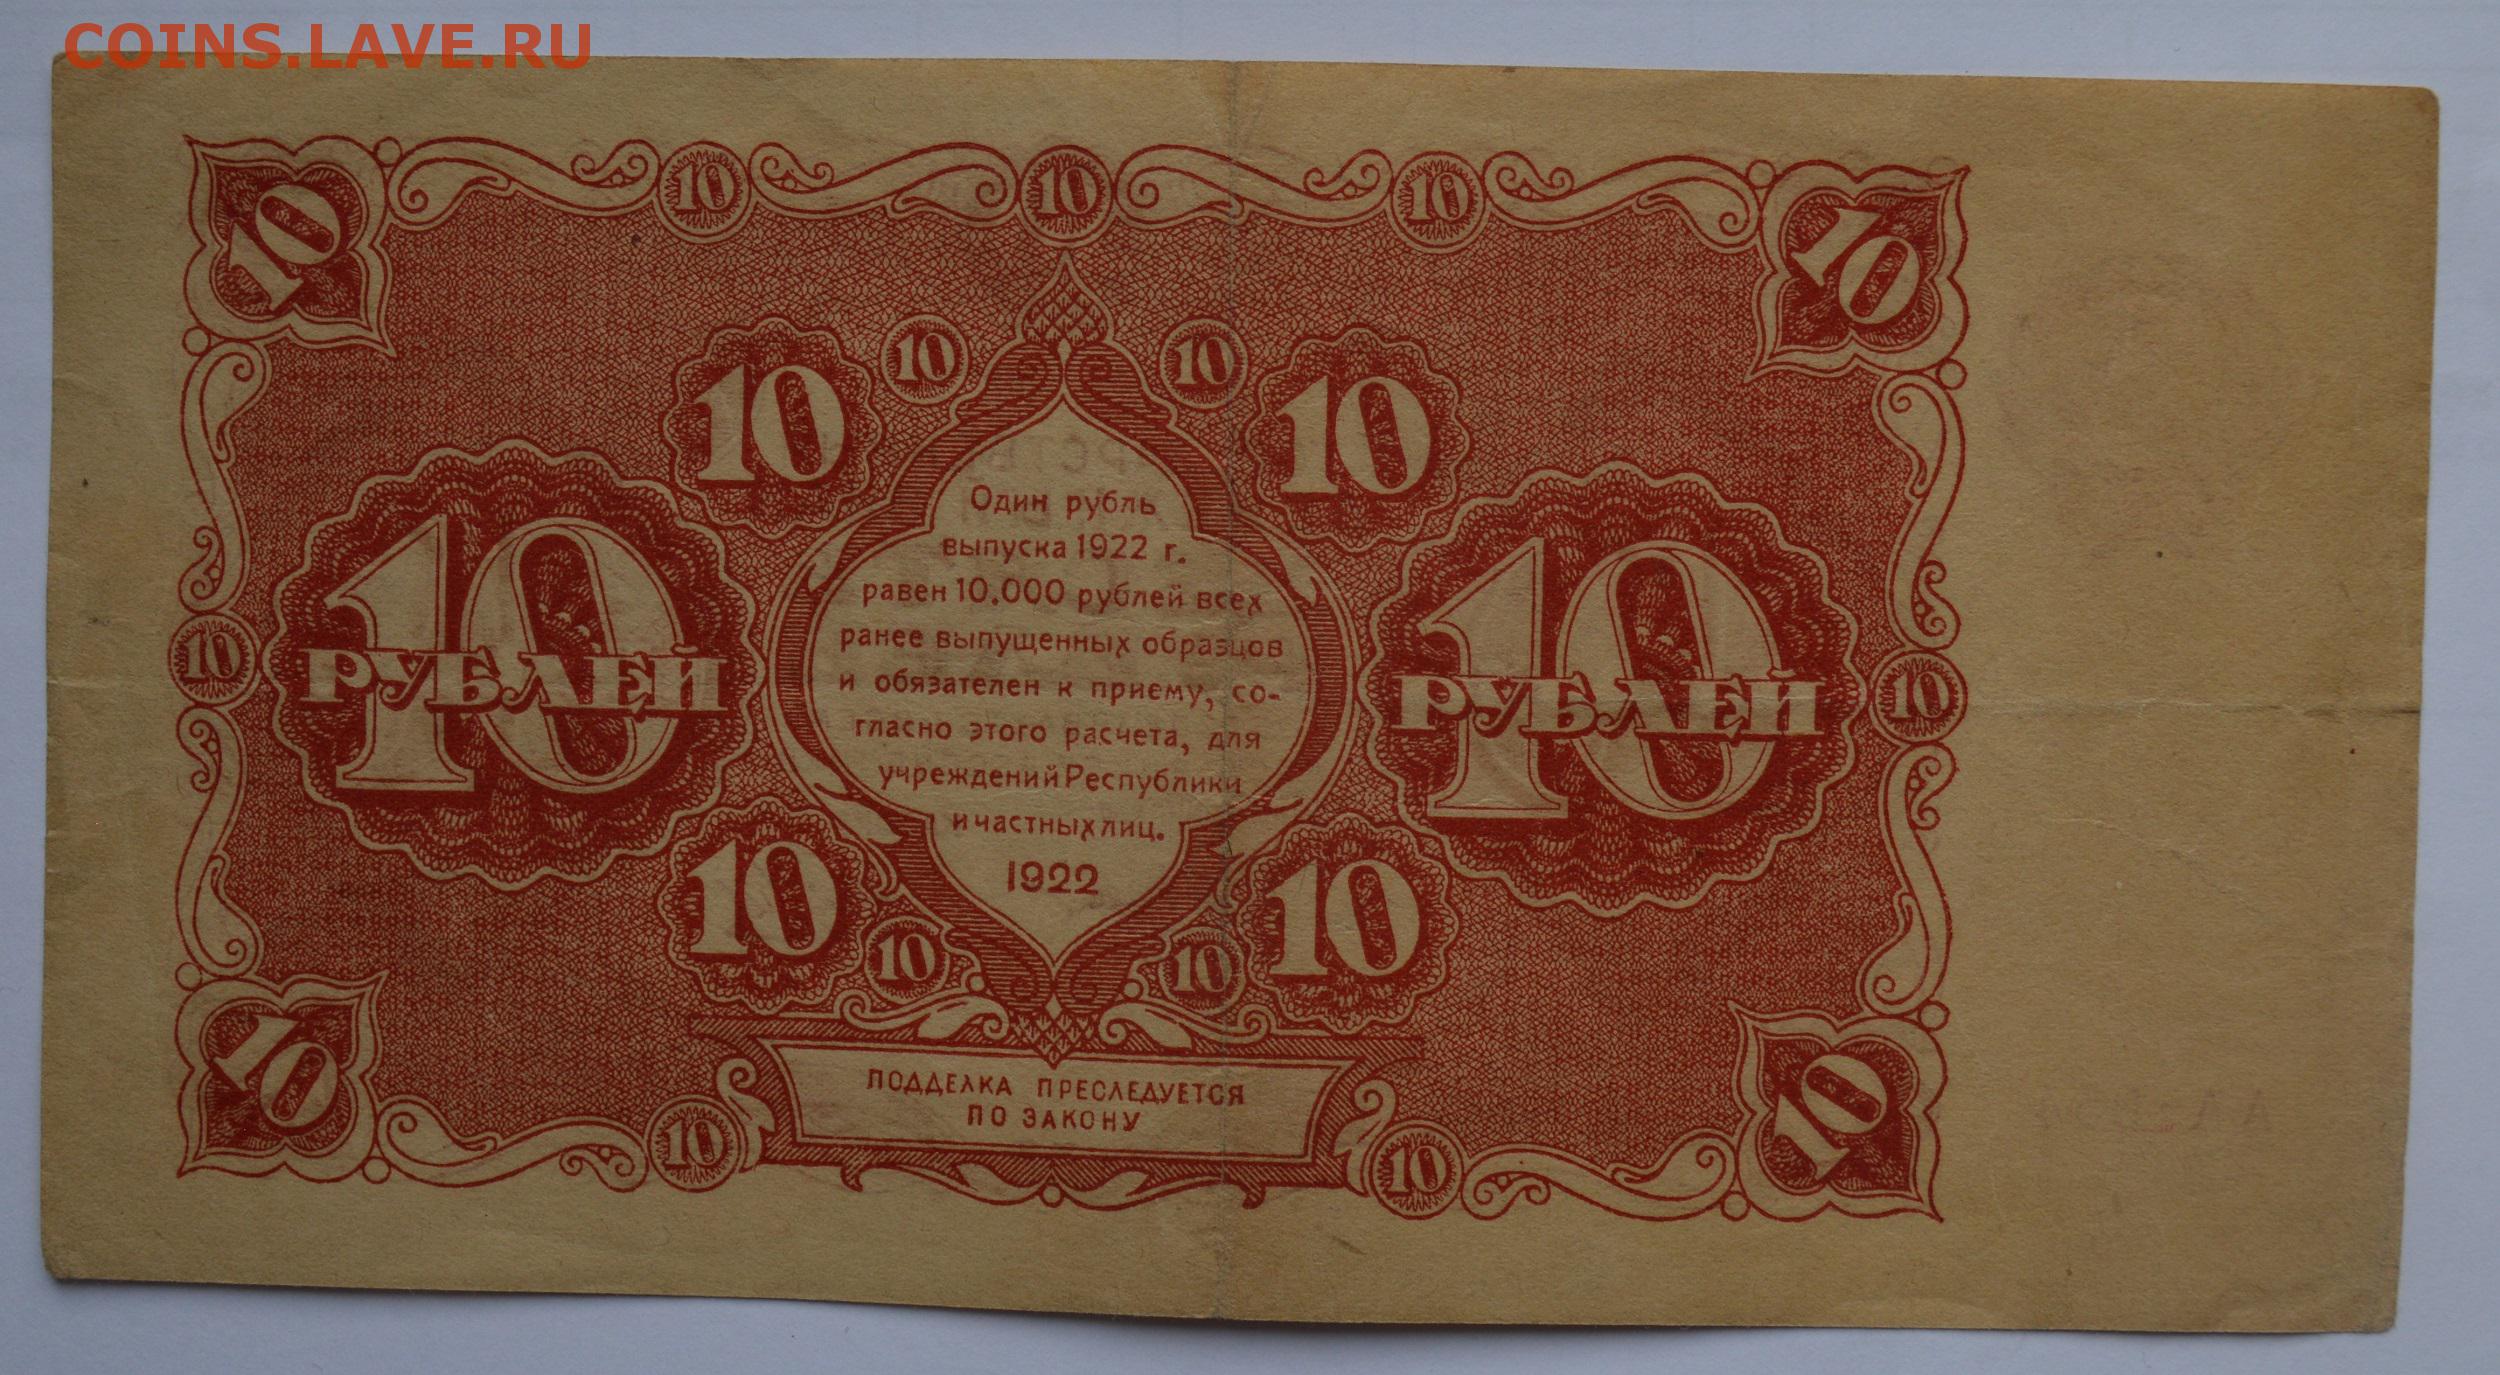 COINS.LAVE.RU
10 10 10 10 10
10 10 10 10
Один рубль
выпуска 1922 г.
равен 10.000 рублей всех
ранее выпущенных образцов
и обязателен к приему, со-
гласно этого расчета, для
учреждений Республики
и частных лиц.
1922
10 РУБЛЕЙ
10 РУБЛЕЙ
10 10
10 10 10 10
ПОДДЕЛКА ПРЕСЛЕДУЕТСЯ
ПО ЗАКОНУ
10 10 10 10